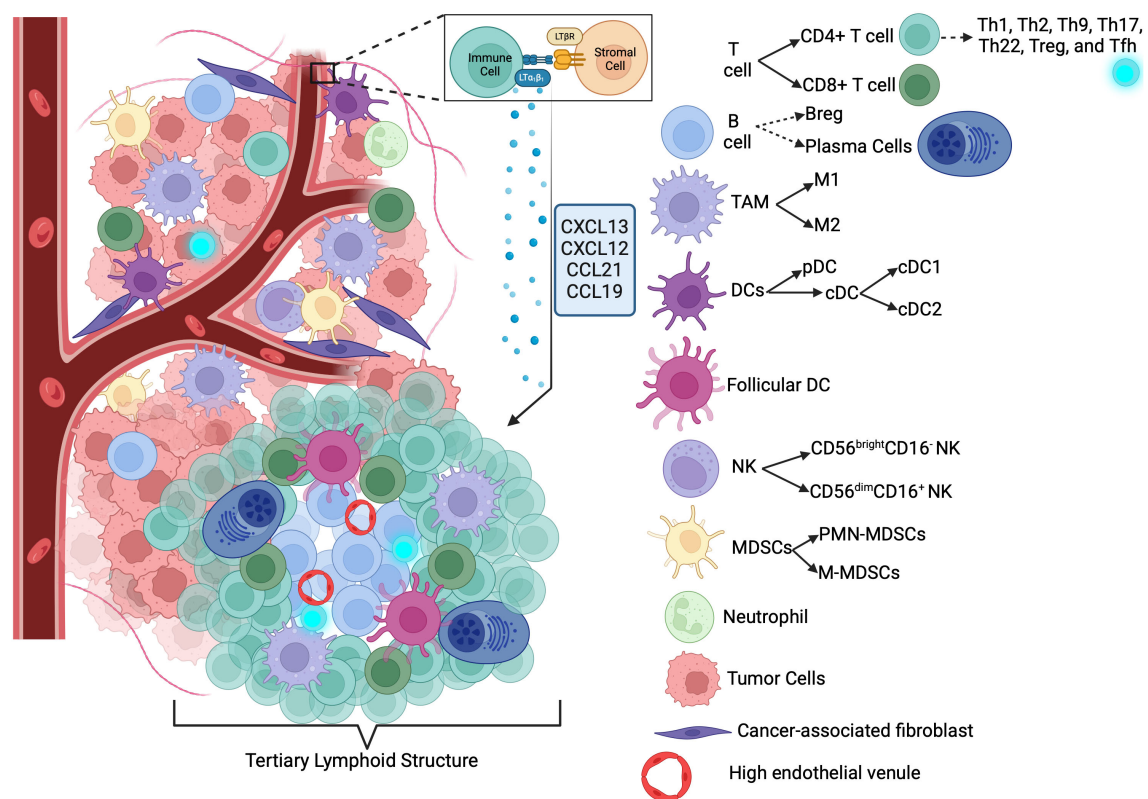 LTβR
Immune
Cell
Stromal
Cell
LTα₁β₁
CXCL13
CXCL12
CCL21
CCL19
Tertiary Lymphoid Structure
T
cell
CD4+ T cell
Th1, Th2, Th9, Th17,
Th22, Treg, and Tfh
CD8+ T cell
B
cell
Breg
Plasma Cells
TAM
M1
M2
DCs
pDC
cDC
cDC1
cDC2
Follicular DC
NK
CD56ᵇʳⁱᵍʰᵗCD16⁻ NK
CD56ᵈⁱᵐCD16⁺ NK
MDSCs
PMN-MDSCs
M-MDSCs
Neutrophil
Tumor Cells
Cancer-associated fibroblast
High endothelial venule